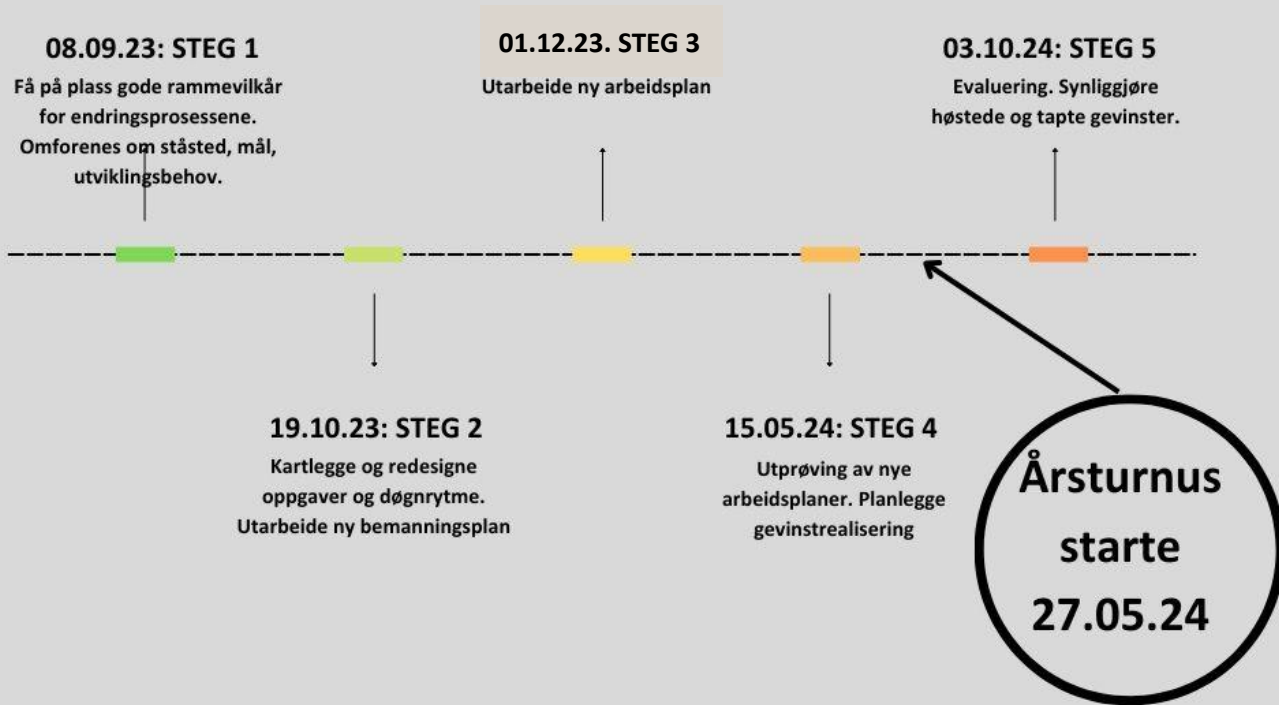 08.09.23: STEG 1
Få på plass gode rammevilkår
for endringsprosessene.
Omforenes om ståsted, mål,
utviklingsbehov.
01.12.23. STEG 3
Utarbeide ny arbeidsplan
03.10.24: STEG 5
Evaluering. Synliggjøre
høstede og tapte gevinster.
19.10.23: STEG 2
Kartlegge og redesigne
oppgaver og døgnrytme.
Utarbeide ny bemanningsplan
15.05.24: STEG 4
Utprøving av nye
arbeidsplaner. Planlegge
gevinstrealisering
Årsturnus
starte
27.05.24